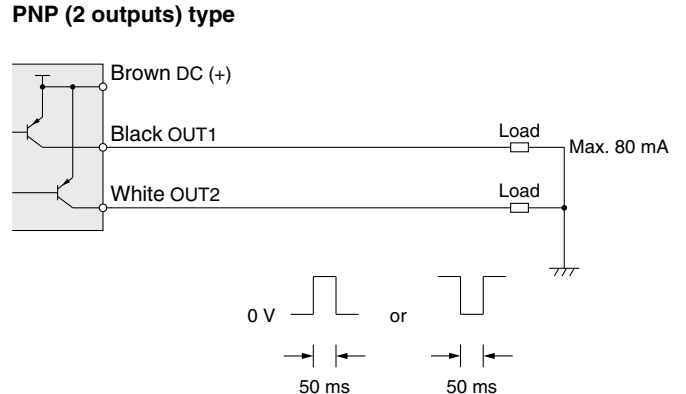 PNP (2 outputs) type
Brown DC (+)
Black OUT1
Load
Max. 80 mA
White OUT2
Load
0 V
or
50 ms
50 ms